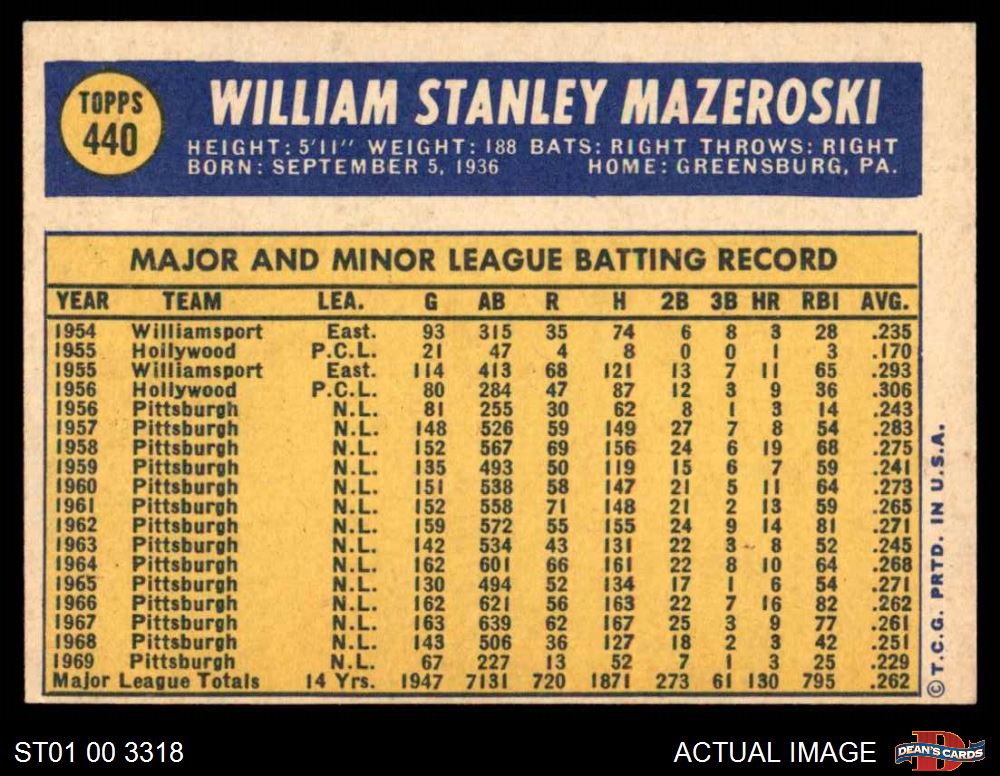 TOPPS
440
WILLIAM STANLEY MAZEROSKI
HEIGHT: 5'11" WEIGHT: 188 BATS: RIGHT THROWS: RIGHT
BORN: SEPTEMBER 5, 1936 HOME: GREENSBURG, PA.
MAJOR AND MINOR LEAGUE BATTING RECORD
YEAR TEAM LEA. G AB R H 2B 3B HR RBI AVG.
1954 Williamsport East. 93 315 35 74 6 8 3 28 .235
1955 Hollywood P.C.L. 21 47 4 8 0 0 1 3 .170
1955 Williamsport East. 114 413 68 121 13 7 11 65 .293
1956 Hollywood P.C.L. 80 284 47 87 12 3 9 36 .306
1956 Pittsburgh N.L. 81 255 30 62 8 1 3 14 .243
1957 Pittsburgh N.L. 148 526 59 149 27 7 8 54 .283
1958 Pittsburgh N.L. 152 567 69 156 24 6 19 68 .275
1959 Pittsburgh N.L. 135 493 50 119 15 6 7 59 .241
1960 Pittsburgh N.L. 151 538 58 147 21 5 11 64 .273
1961 Pittsburgh N.L. 152 558 71 148 21 2 13 59 .265
1962 Pittsburgh N.L. 159 572 55 155 24 9 14 81 .271
1963 Pittsburgh N.L. 142 534 43 131 22 3 8 52 .245
1964 Pittsburgh N.L. 162 601 66 161 22 8 10 64 .268
1965 Pittsburgh N.L. 130 494 52 134 17 1 6 54 .271
1966 Pittsburgh N.L. 162 621 56 163 22 7 16 82 .262
1967 Pittsburgh N.L. 163 639 62 167 25 3 9 77 .261
1968 Pittsburgh N.L. 143 506 36 127 18 2 3 42 .251
1969 Pittsburgh N.L. 67 227 13 52 7 1 3 25 .229
Major League Totals 14 Yrs. 1947 7131 720 1871 273 61 130 795 .262
© T.C.G. PRTD. IN U.S.A.
ST01 00 3318
ACTUAL IMAGE
D
DEAN'S CARDS